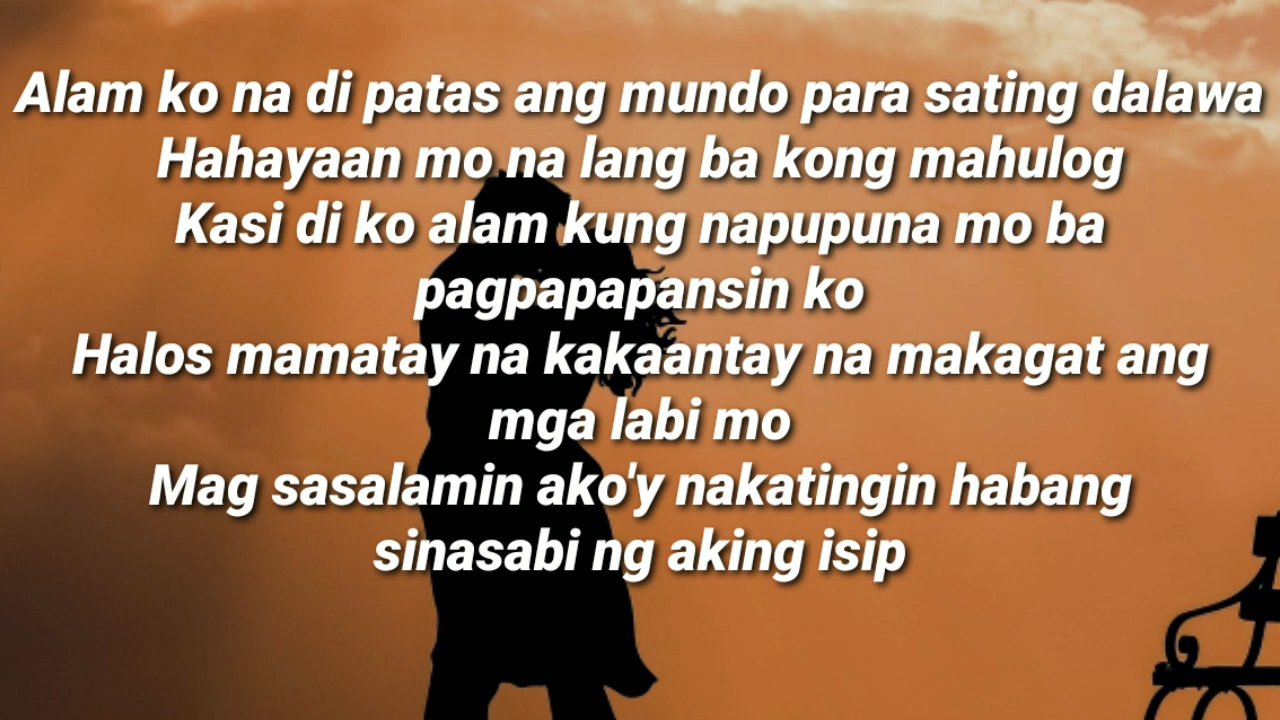 Alam ko na di patas ang mundo para sating dalawa
Hahayaan mo na lang ba kong mahulog
Kasi di ko alam kung napupuna mo ba
pagpapapansin ko
Halos mamatay na kakaantay na makagat ang
mga labi mo
Mag sasalamin ako'y nakatingin habang
sinasabi ng aking isip